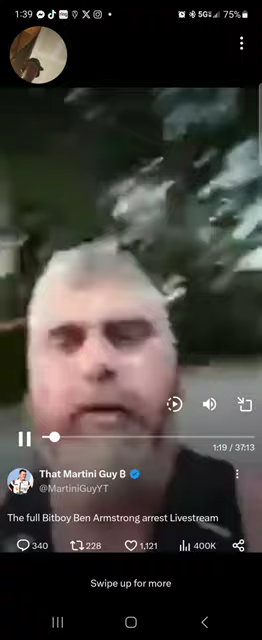 1:39
5G
75%
1:19 / 37:13
That Martini Guy B
@MartiniGuyYT
The full Bitboy Ben Armstrong arrest Livestream
340 228 1,121 400K
Swipe up for more